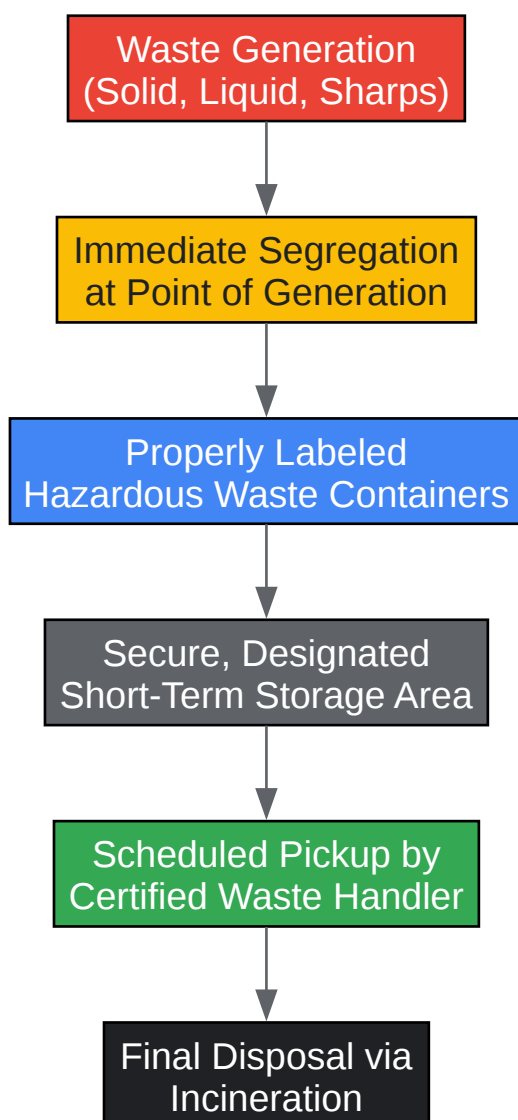 Waste Generation
(Solid, Liquid, Sharps)
Immediate Segregation
at Point of Generation
Properly Labeled
Hazardous Waste Containers
Secure, Designated
Short-Term Storage Area
Scheduled Pickup by
Certified Waste Handler
Final Disposal via
Incineration